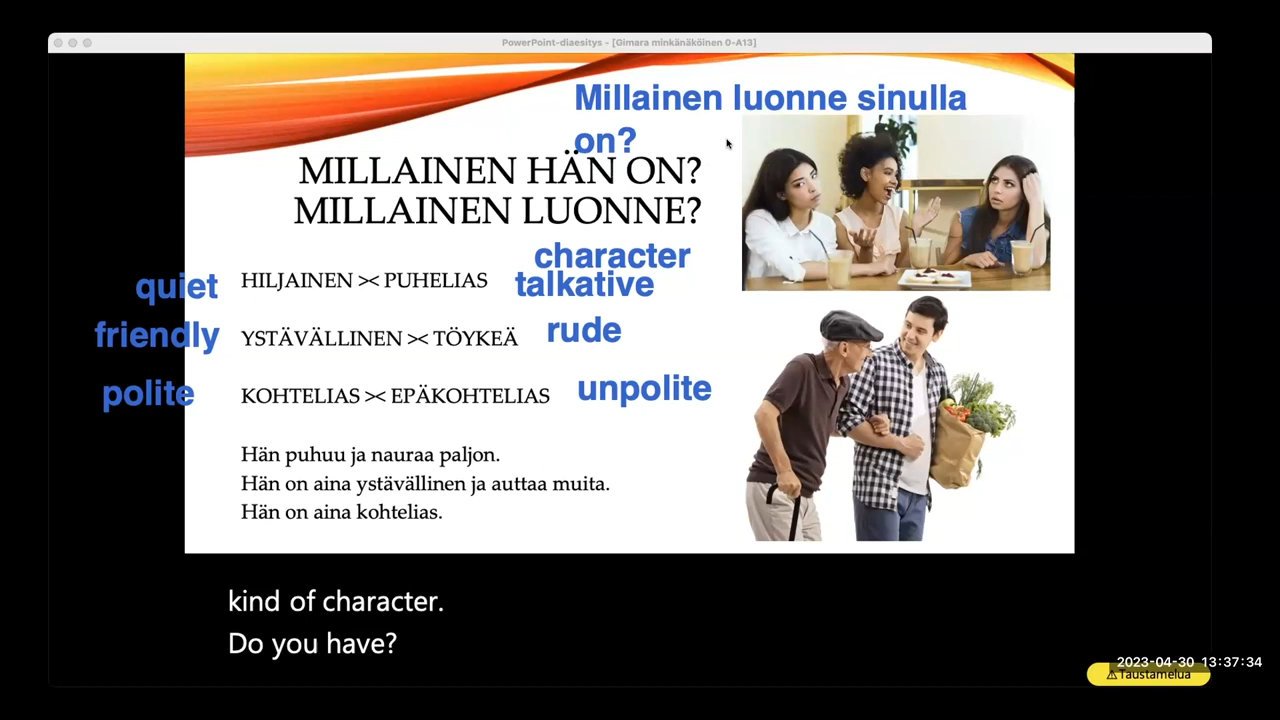 PowerPoint-diaesitys - [Gimara minkänäköinen 0-A13]
Millainen luonne sinulla
on?
MILLAINEN HÄN ON?
MILLAINEN LUONNE?
character
quiet HILJAINEN >< PUHELIAS talkative
friendly YSTÄVÄLLINEN >< TÖYKEÄ rude
polite KOHTELIAS >< EPÄKOHTELIAS unpolite
Hän puhuu ja nauraa paljon.
Hän on aina ystävällinen ja auttaa muita.
Hän on aina kohtelias.
kind of character.
Do you have?
2023-04-30 13:37:34
⚠Taustamelua